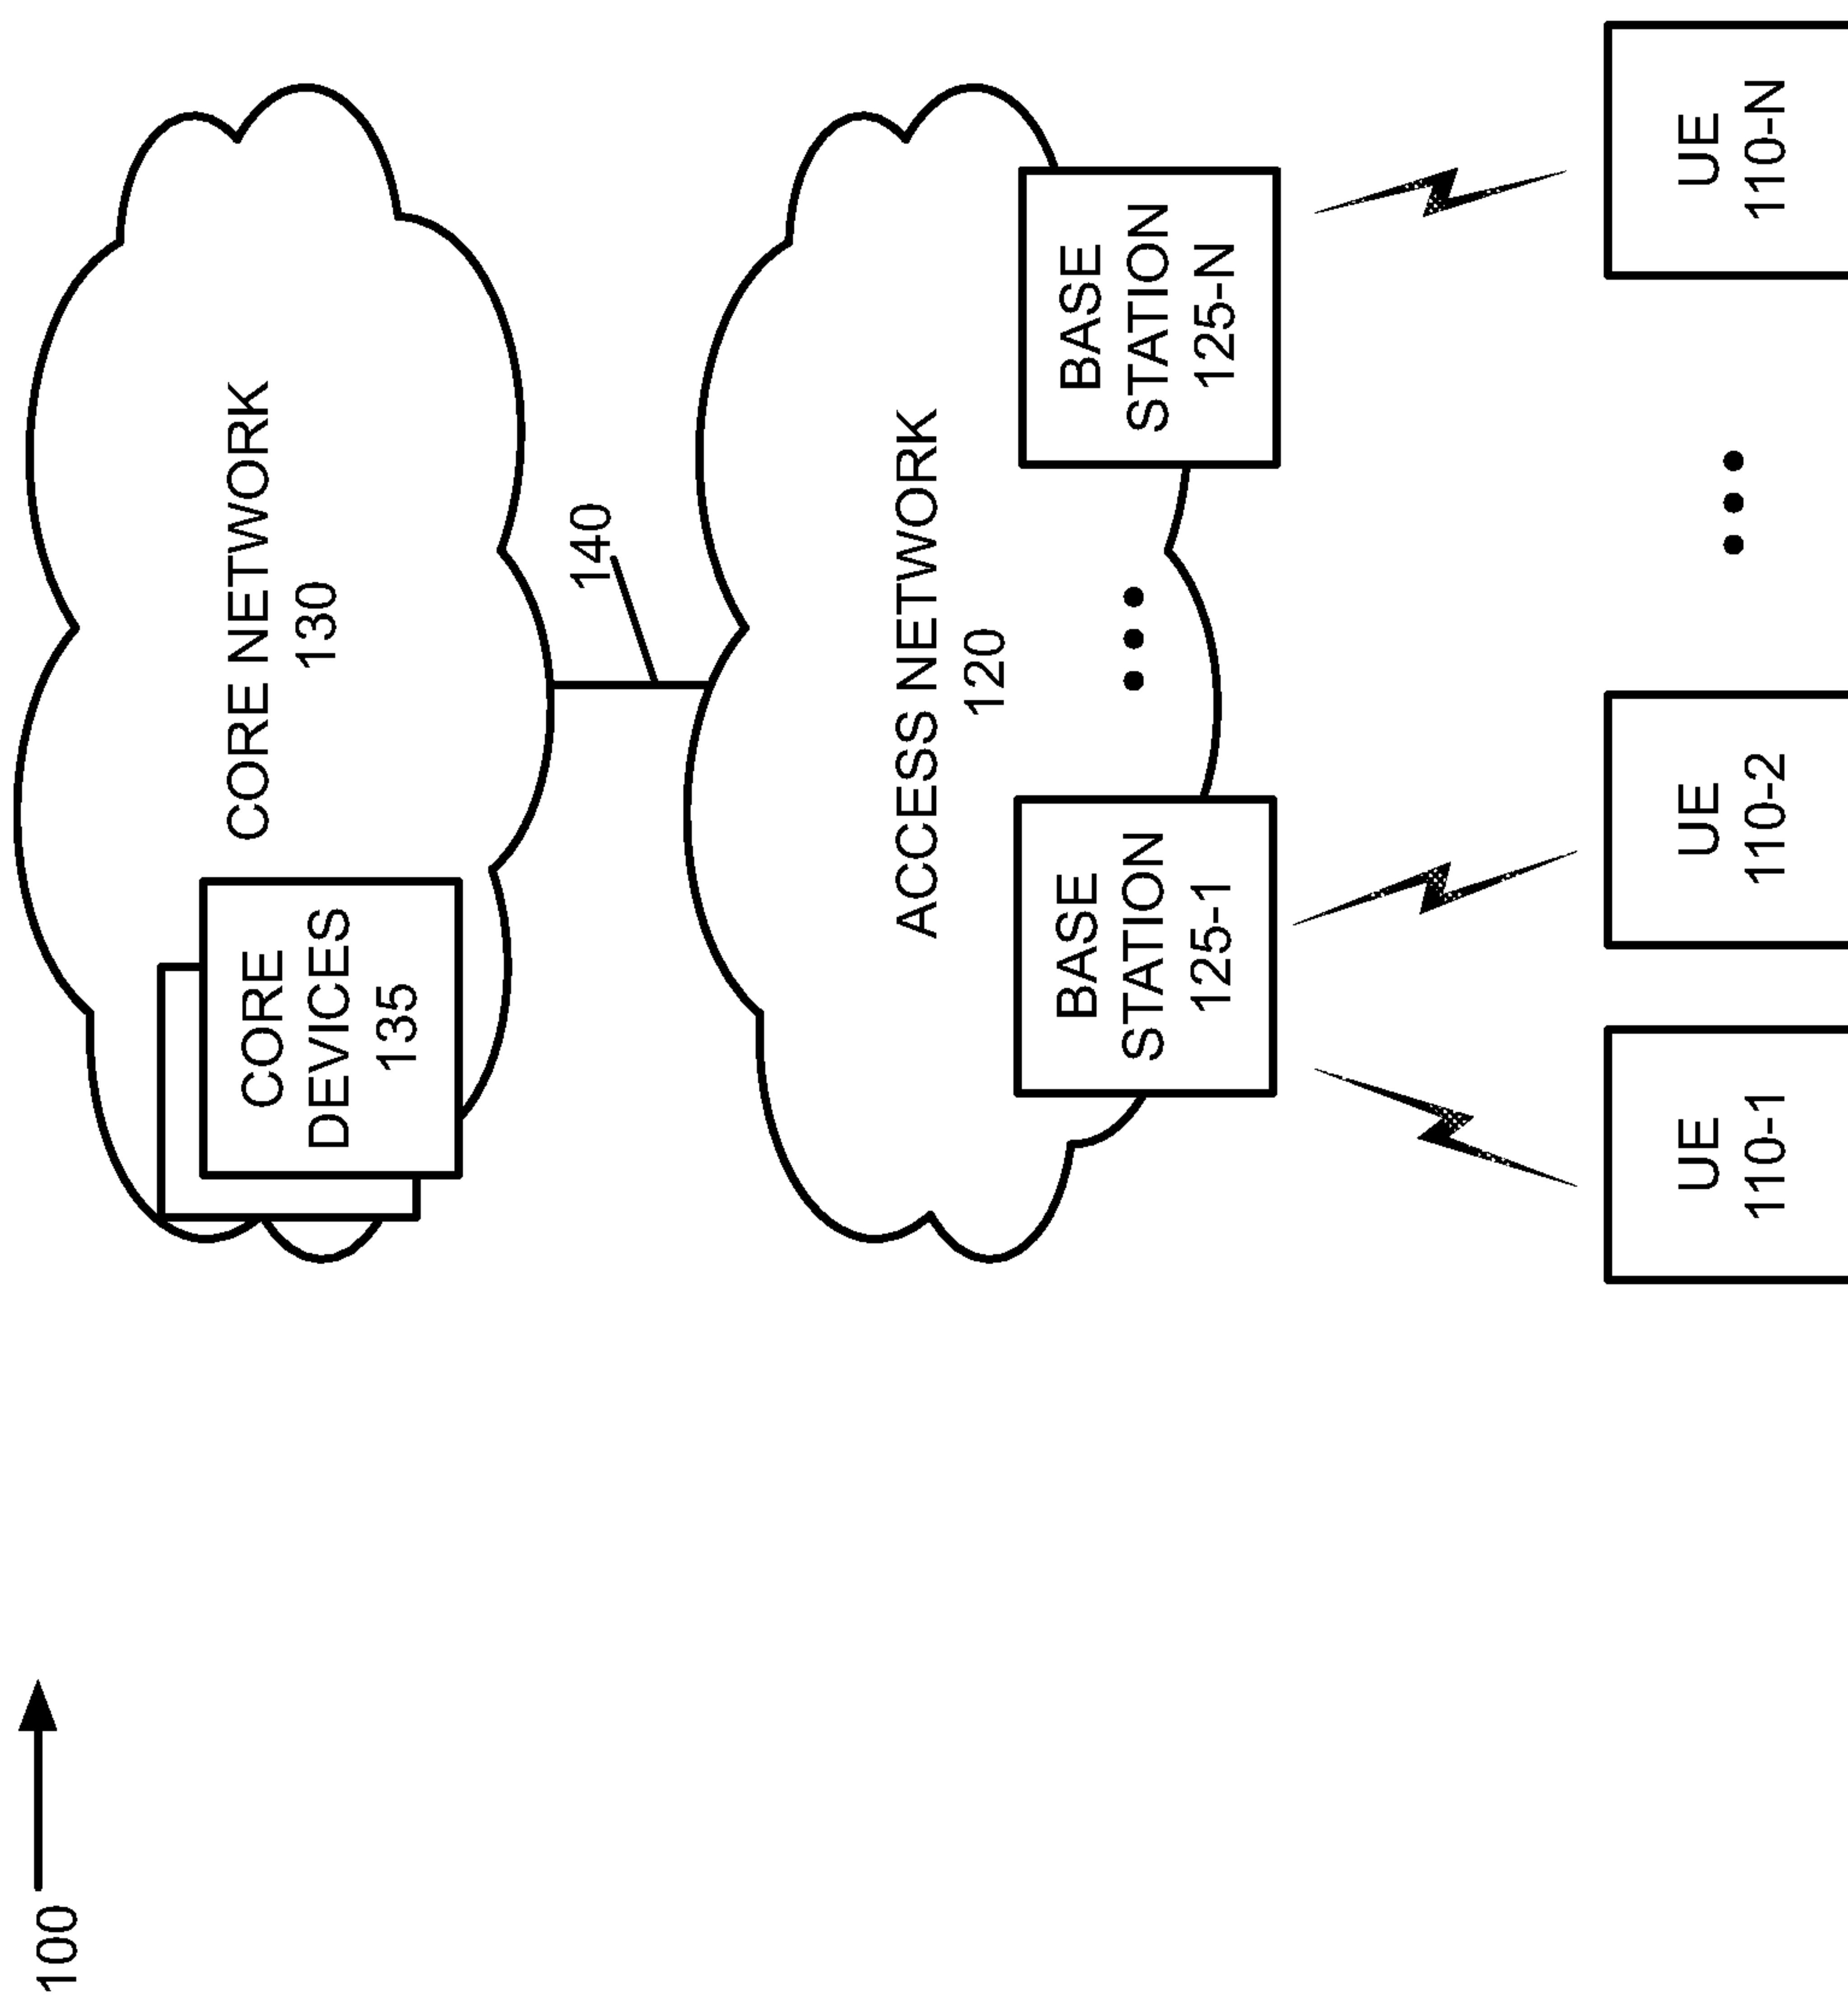 100
CORE NETWORK
130
CORE
DEVICES
135
140
ACCESS NETWORK
120
BASE
STATION
125-1
BASE
STATION
125-N
UE
110-1
UE
110-2
UE
110-N